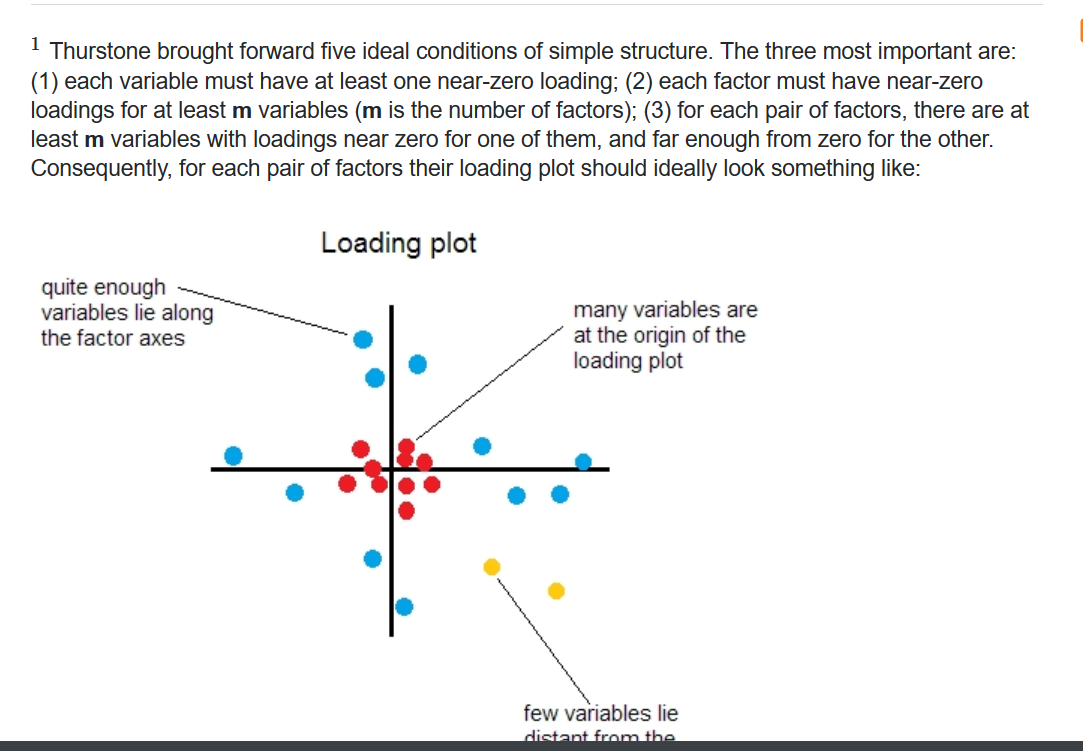 1 Thurstone brought forward five ideal conditions of simple structure. The three most important are:
(1) each variable must have at least one near-zero loading; (2) each factor must have near-zero
loadings for at least m variables (m is the number of factors); (3) for each pair of factors, there are at
least m variables with loadings near zero for one of them, and far enough from zero for the other.
Consequently, for each pair of factors their loading plot should ideally look something like:
Loading plot
quite enough
variables lie along
the factor axes
many variables are
at the origin of the
loading plot
few variables lie
distant from the